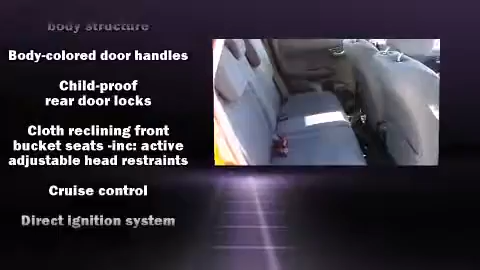 body structure
Body-colored door handles
Child-proof
rear door locks
Cloth reclining front
bucket seats -inc: active
adjustable head restraints
Cruise control
Direct ignition system